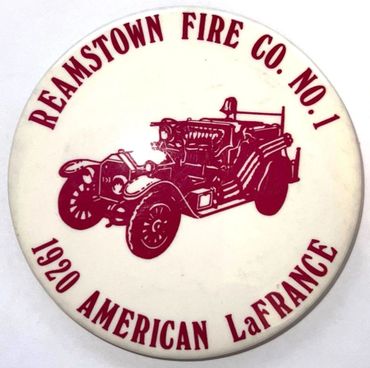 REAMSTOWN FIRE CO. NO. 1
1920 AMERICAN LaFRANCE